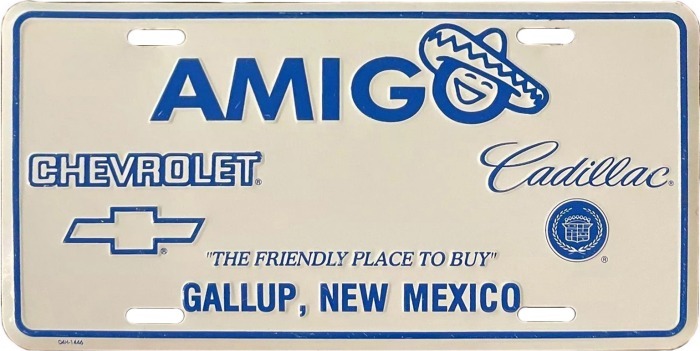 AMIGO
CHEVROLET®
Cadillac®
®
®
"THE FRIENDLY PLACE TO BUY"
GALLUP, NEW MEXICO